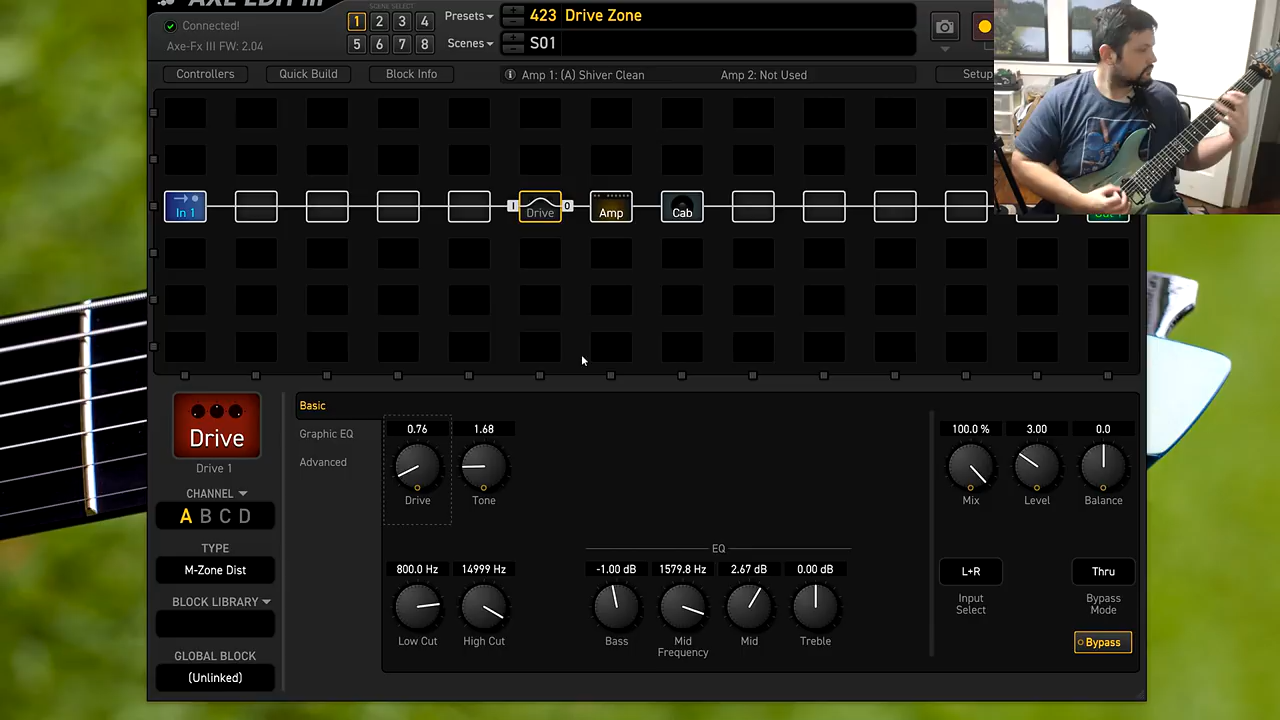 AXE EDIT III
SCENE SELECT
Connected!
Axe-Fx III FW: 2.04
1 2 3 4
5 6 7 8
Presets
423 Drive Zone
Scenes
S01
Controllers
Quick Build
Block Info
Amp 1: (A) Shiver Clean
Amp 2: Not Used
Setup
In 1
I
Drive
O
Amp
Cab
Drive
Drive 1
CHANNEL
A B C D
TYPE
M-Zone Dist
BLOCK LIBRARY
GLOBAL BLOCK
(Unlinked)
Basic
Graphic EQ
Advanced
0.76
1.68
Drive
Tone
100.0 %
3.00
0.0
Mix
Level
Balance
EQ
800.0 Hz
14999 Hz
-1.00 dB
1579.8 Hz
2.67 dB
0.00 dB
Low Cut
High Cut
Bass
Mid
Frequency
Mid
Treble
L+R
Input
Select
Thru
Bypass
Mode
Bypass